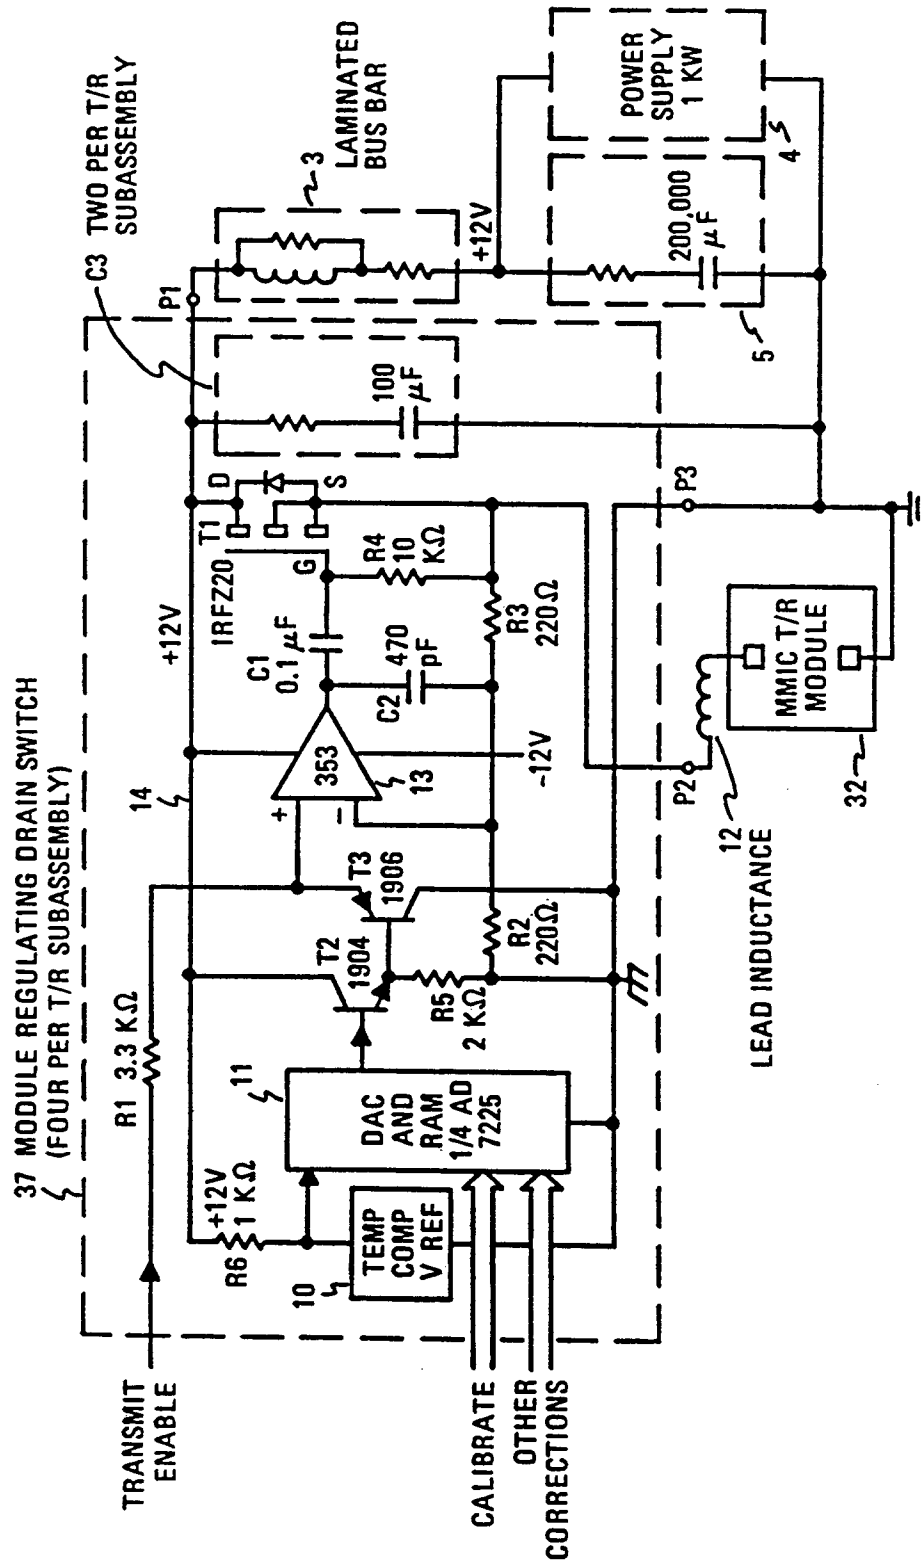 37 MODULE REGULATING DRAIN SWITCH
(FOUR PER T/R SUBASSEMBLY)
C3 TWO PER T/R
SUBASSEMBLY
TRANSMIT
ENABLE
R1 3.3 KΩ
14
+12V
P1
3
LAMINATED
BUS BAR
+12V
R6 1 KΩ
10
TEMP
COMP
V REF
11
DAC
AND
RAM
1/4 AD
7225
T2
1904
T3
1906
R5
2 KΩ
R2
220Ω
+
−
353
13
-12V
C1
0.1 μF
C2
470
pF
IRFZ20
T1
D
S
G
R4
10
KΩ
R3
220Ω
100
μF
+12V
200,000
μF
5
POWER
SUPPLY
1 KW
4
CALIBRATE
OTHER
CORRECTIONS
P2
P3
12
LEAD INDUCTANCE
MMIC T/R
MODULE
32